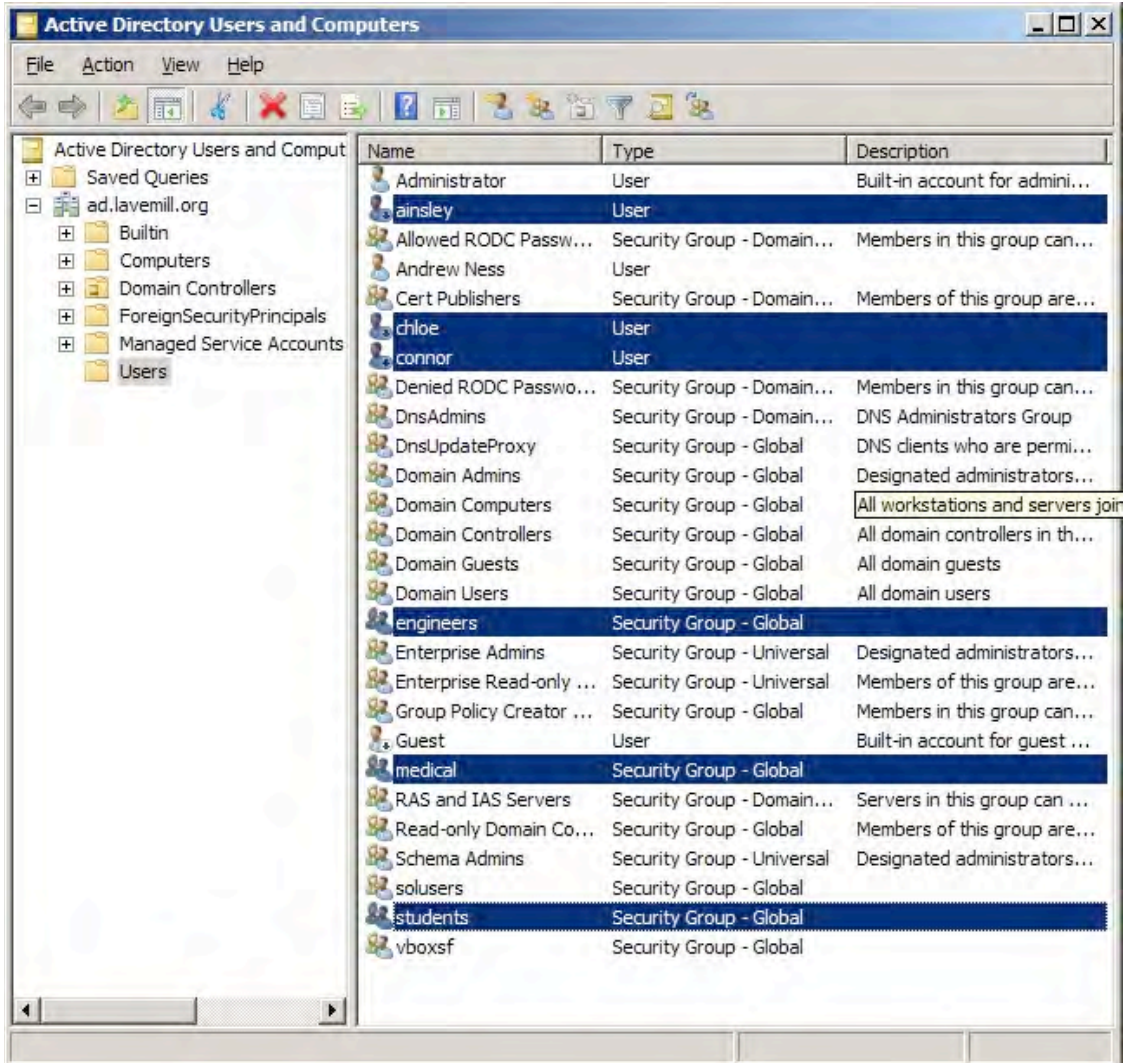 Active Directory Users and Computers
File Action View Help
Active Directory Users and Comput
Saved Queries
ad.lavemill.org
Builtin
Computers
Domain Controllers
ForeignSecurityPrincipals
Managed Service Accounts
Users
Name Type Description
Administrator User Built-in account for admini...
ainsley User
Allowed RODC Passw... Security Group - Domain... Members in this group can...
Andrew Ness User
Cert Publishers Security Group - Domain... Members of this group are...
chloe User
connor User
Denied RODC Passwo... Security Group - Domain... Members in this group can...
DnsAdmins Security Group - Domain... DNS Administrators Group
DnsUpdateProxy Security Group - Global DNS clients who are permi...
Domain Admins Security Group - Global Designated administrators...
Domain Computers Security Group - Global All workstations and servers join
Domain Controllers Security Group - Global All domain controllers in th...
Domain Guests Security Group - Global All domain guests
Domain Users Security Group - Global All domain users
engineers Security Group - Global
Enterprise Admins Security Group - Universal Designated administrators...
Enterprise Read-only ... Security Group - Universal Members of this group are...
Group Policy Creator ... Security Group - Global Members in this group can...
Guest User Built-in account for guest ...
medical Security Group - Global
RAS and IAS Servers Security Group - Domain... Servers in this group can ...
Read-only Domain Co... Security Group - Global Members of this group are...
Schema Admins Security Group - Universal Designated administrators...
solusers Security Group - Global
students Security Group - Global
vboxsf Security Group - Global